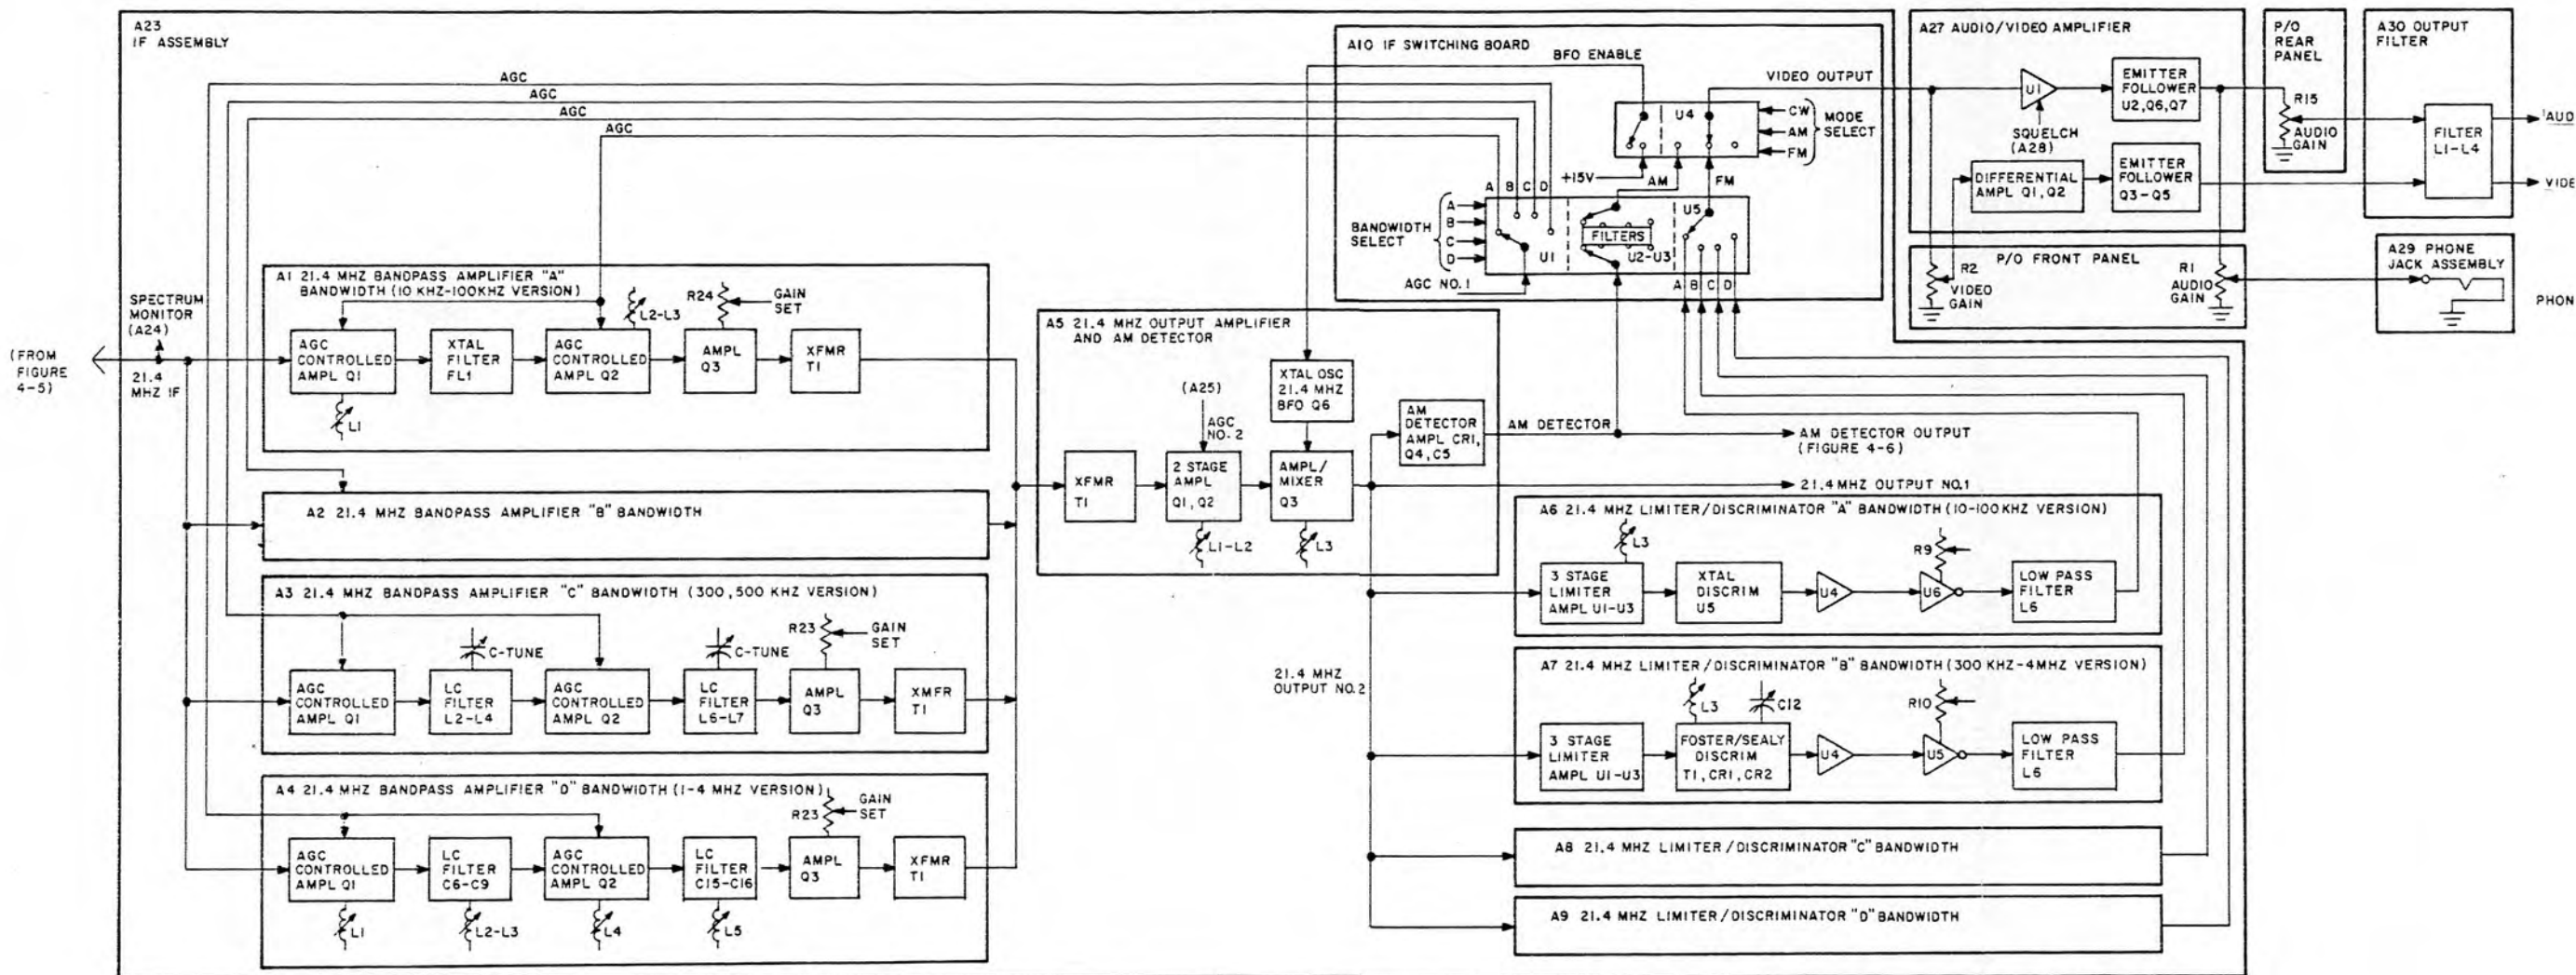 A23
IF ASSEMBLY
AGC
AGC
AGC
AGC
(FROM
FIGURE
4-5)
SPECTRUM
MONITOR
(A24)
21.4
MHZ IF
A1 21.4 MHZ BANDPASS AMPLIFIER "A"
BANDWIDTH (10 KHZ-100KHZ VERSION)
L2-L3
R24
GAIN
SET
AGC
CONTROLLED
AMPL Q1
XTAL
FILTER
FL1
AGC
CONTROLLED
AMPL Q2
AMPL
Q3
XFMR
T1
L1
A2 21.4 MHZ BANDPASS AMPLIFIER "B" BANDWIDTH
A3 21.4 MHZ BANDPASS AMPLIFIER "C" BANDWIDTH (300,500 KHZ VERSION)
C-TUNE
C-TUNE
R23
GAIN
SET
AGC
CONTROLLED
AMPL Q1
LC
FILTER
L2-L4
AGC
CONTROLLED
AMPL Q2
LC
FILTER
L6-L7
AMPL
Q3
XMFR
T1
A4 21.4 MHZ BANDPASS AMPLIFIER "D" BANDWIDTH (1-4 MHZ VERSION)
R23
GAIN
SET
AGC
CONTROLLED
AMPL Q1
LC
FILTER
C6-C9
AGC
CONTROLLED
AMPL Q2
LC
FILTER
C15-C16
AMPL
Q3
XFMR
T1
L1
L2-L3
L4
L5
A5 21.4 MHZ OUTPUT AMPLIFIER
AND AM DETECTOR
(A25)
AGC
NO.2
XTAL OSC
21.4 MHZ
BFO Q6
XFMR
T1
2 STAGE
AMPL
Q1, Q2
AMPL/
MIXER
Q3
L1-L2
L3
AM
DETECTOR
AMPL CR1,
Q4,C5
AM DETECTOR
AM DETECTOR OUTPUT
(FIGURE 4-6)
21.4MHZ OUTPUT NO.1
21.4 MHZ
OUTPUT NO.2
A10 IF SWITCHING BOARD
BFO ENABLE
VIDEO OUTPUT
U4
CW
AM
FM
MODE
SELECT
+15V
AM
FM
A B C D
BANDWIDTH
SELECT
A
B
C
D
U1
FILTERS
U2-U3
U5
AGC NO.1
A B C D
A6 21.4 MHZ LIMITER/DISCRIMINATOR "A" BANDWIDTH (10-100KHZ VERSION)
L3
R9
3 STAGE
LIMITER
AMPL U1-U3
XTAL
DISCRIM
U5
U4
U6
LOW PASS
FILTER
L6
A7 21.4 MHZ LIMITER/DISCRIMINATOR "B" BANDWIDTH (300 KHZ-4MHZ VERSION)
L3
C12
R10
3 STAGE
LIMITER
AMPL U1-U3
FOSTER/SEALY
DISCRIM
T1, CR1, CR2
U4
U5
LOW PASS
FILTER
L6
A8 21.4 MHZ LIMITER/DISCRIMINATOR "C" BANDWIDTH
A9 21.4 MHZ LIMITER/DISCRIMINATOR "D" BANDWIDTH
A27 AUDIO/VIDEO AMPLIFIER
U1
SQUELCH
(A28)
EMITTER
FOLLOWER
U2,Q6,Q7
DIFFERENTIAL
AMPL Q1, Q2
EMITTER
FOLLOWER
Q3-Q5
P/O FRONT PANEL
R2
VIDEO
GAIN
R1
AUDIO
GAIN
P/O
REAR
PANEL
R15
AUDIO
GAIN
A30 OUTPUT
FILTER
FILTER
L1-L4
AUD
VIDE
A29 PHONE
JACK ASSEMBLY
PHON